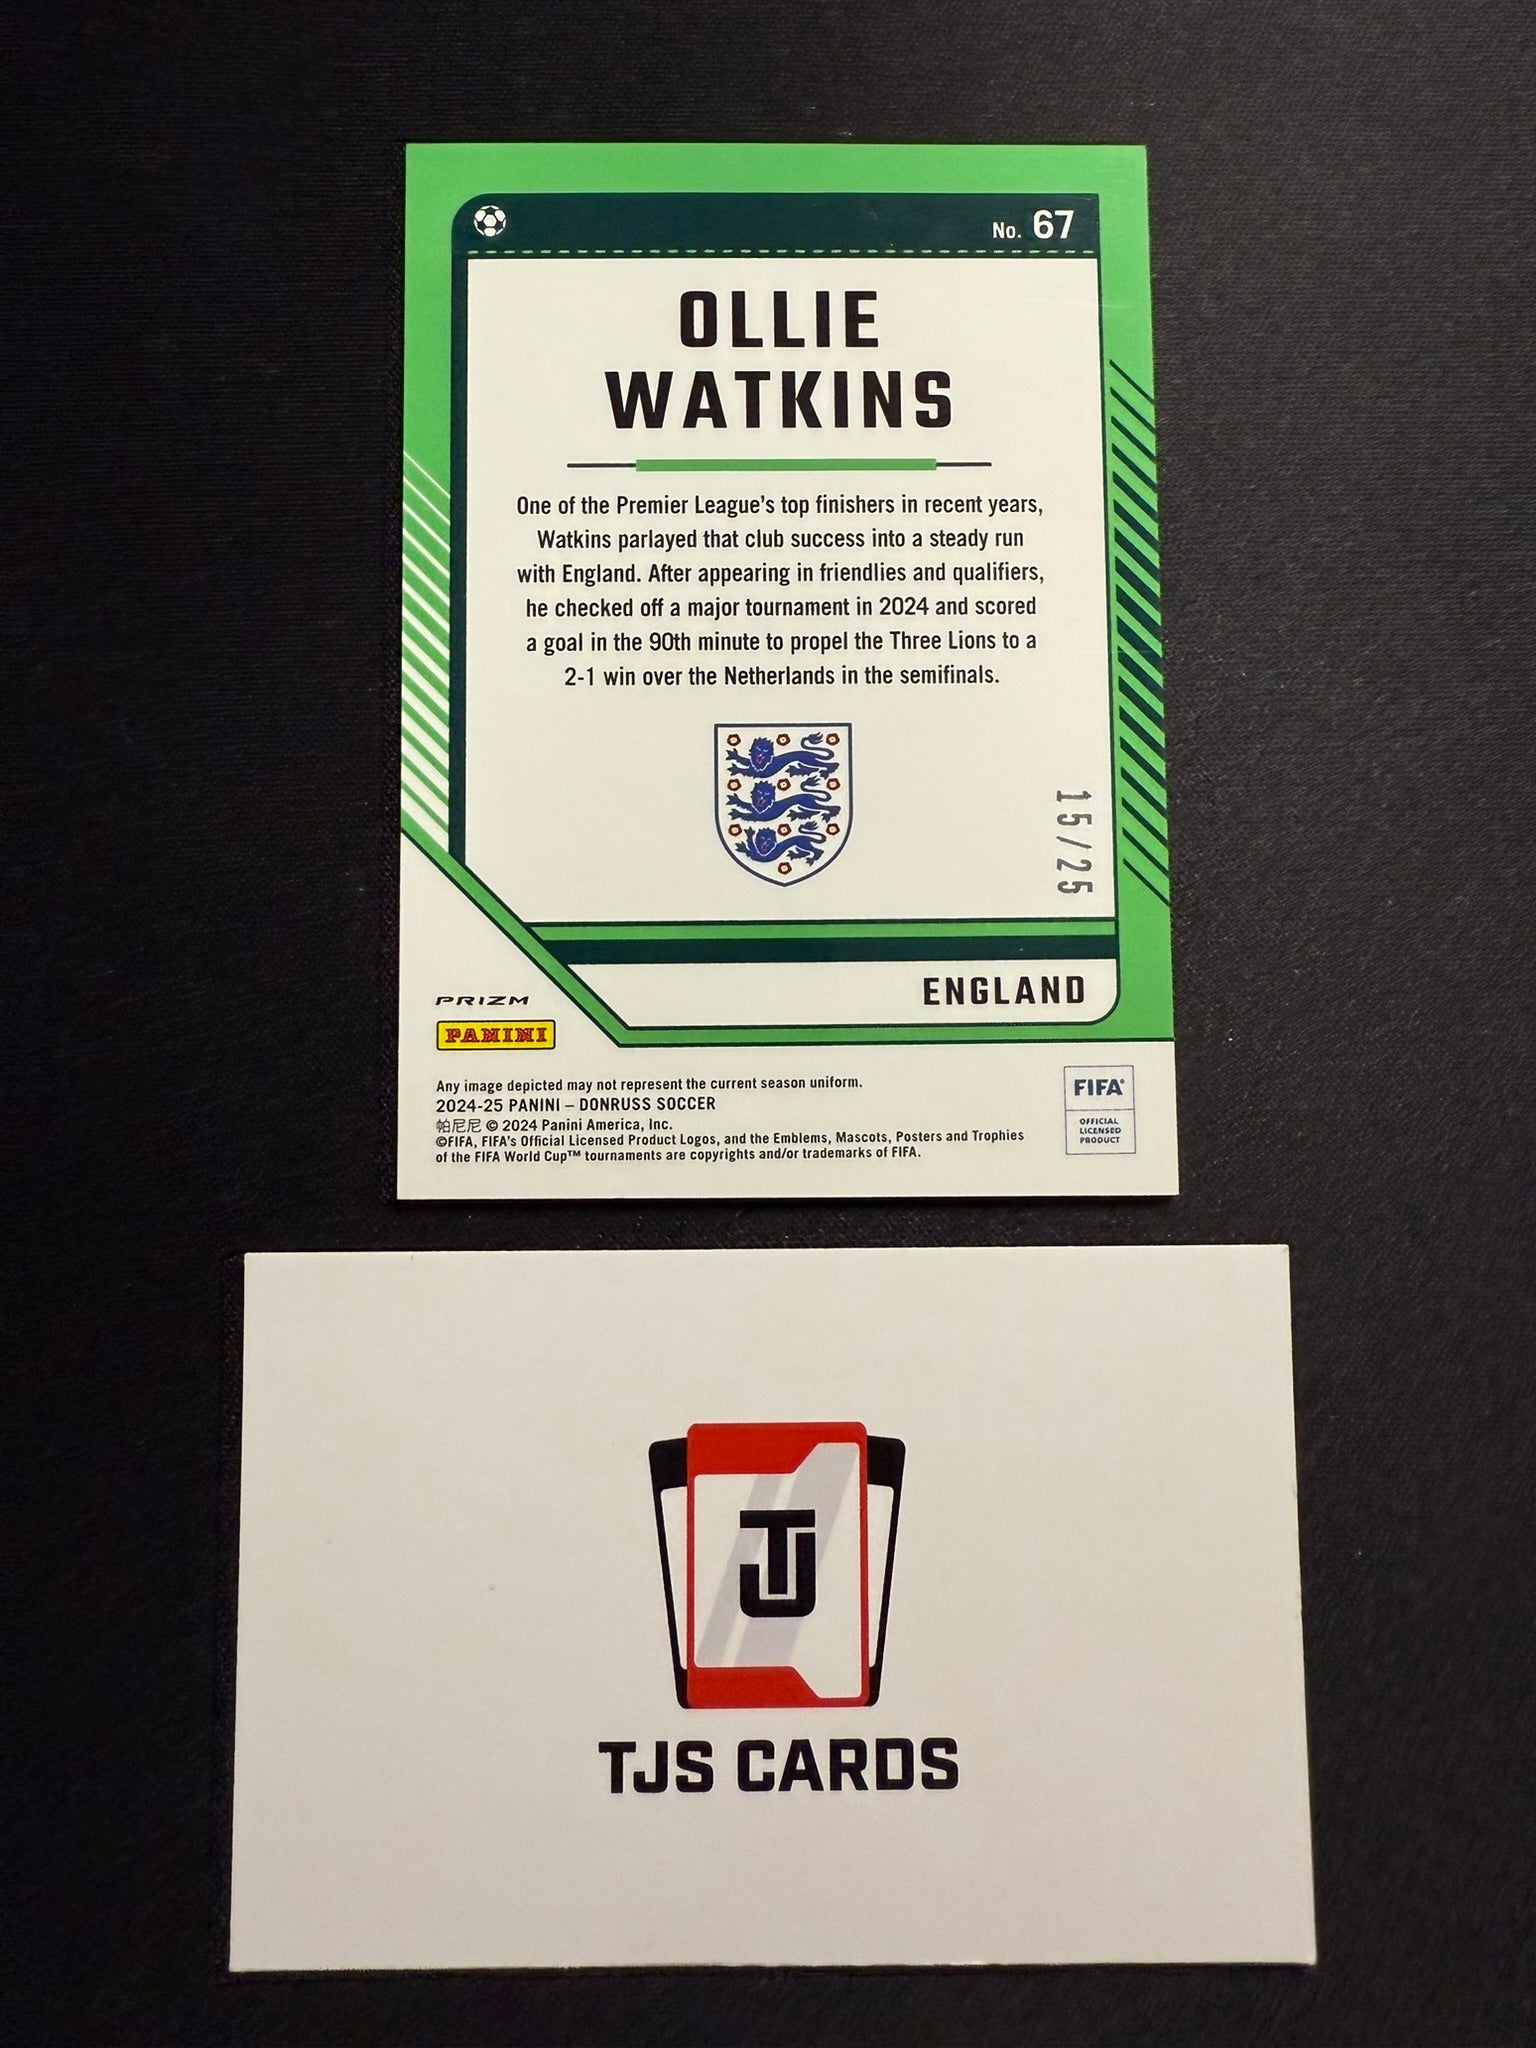 No. 67
OLLIE
WATKINS
One of the Premier League's top finishers in recent years,
Watkins parlayed that club success into a steady run
with England. After appearing in friendlies and qualifiers,
he checked off a major tournament in 2024 and scored
a goal in the 90th minute to propel the Three Lions to a
2-1 win over the Netherlands in the semifinals.
15/25
ENGLAND
PRIZM
PANINI
Any image depicted may not represent the current season uniform.
2024-25 PANINI – DONRUSS SOCCER
帕尼尼 © 2024 Panini America, Inc.
©FIFA, FIFA's Official Licensed Product Logos, and the Emblems, Mascots, Posters and Trophies
of the FIFA World Cup™ tournaments are copyrights and/or trademarks of FIFA.
FIFA®
OFFICIAL
LICENSED
PRODUCT
TJ
TJS CARDS